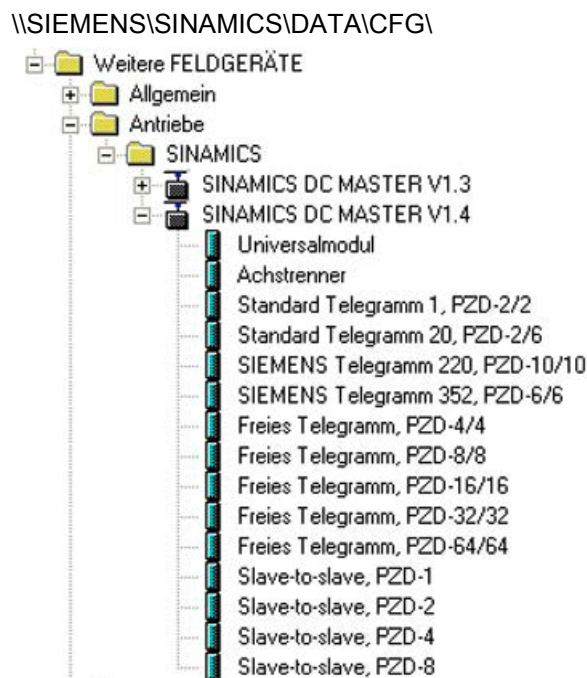 \\SIEMENS\SINAMICS\DATA\CFG\
Weitere FELDGERÄTE
Allgemein
Antriebe
SINAMICS
SINAMICS DC MASTER V1.3
SINAMICS DC MASTER V1.4
Universalmodul
Achstrenner
Standard Telegramm 1, PZD-2/2
Standard Telegramm 20, PZD-2/6
SIEMENS Telegramm 220, PZD-10/10
SIEMENS Telegramm 352, PZD-6/6
Freies Telegramm, PZD-4/4
Freies Telegramm, PZD-8/8
Freies Telegramm, PZD-16/16
Freies Telegramm, PZD-32/32
Freies Telegramm, PZD-64/64
Slave-to-slave, PZD-1
Slave-to-slave, PZD-2
Slave-to-slave, PZD-4
Slave-to-slave, PZD-8